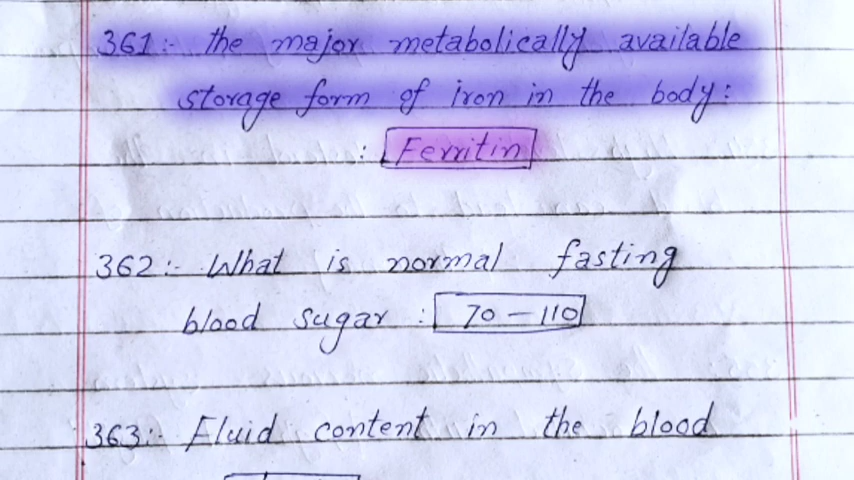 361:- the major metabolically available
storage form of iron in the body:
: Ferritin
362:- What is normal fasting
blood sugar : 70 - 110
363:- Fluid content in the blood